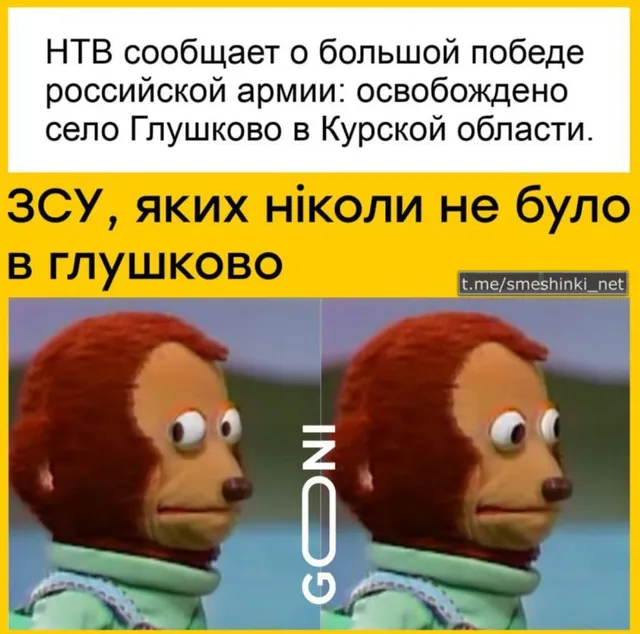 НТВ сообщает о большой победе
российской армии: освобождено
село Глушково в Курской области.
ЗСУ, яких ніколи не було
в глушково
t.me/smeshinki_net
GONI